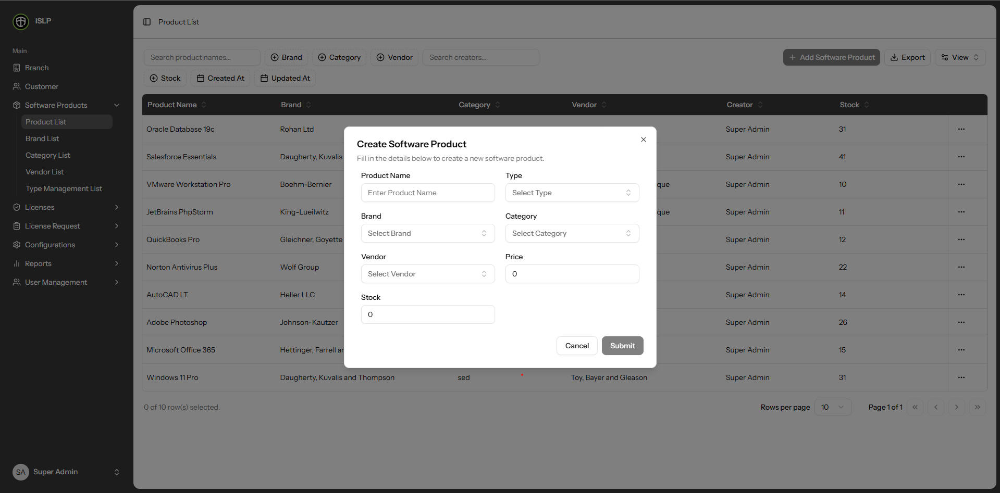 ISLP
Product List
Main
Branch
Customer
Software Products
Product List
Brand List
Category List
Vendor List
Type Management List
Licenses
License Request
Configurations
Reports
User Management
SA Super Admin
Search product names... Brand Category Vendor Search creators... Add Software Product Export View
Stock Created At Updated At
Product Name Brand Category Vendor Creator Stock
Oracle Database 19c Rohan Ltd Super Admin 31
Salesforce Essentials Daugherty, Kuvalis Super Admin 41
VMware Workstation Pro Boehm-Bernier que Super Admin 10
JetBrains PhpStorm King-Lueilwitz que Super Admin 11
QuickBooks Pro Gleichner, Goyette Super Admin 12
Norton Antivirus Plus Wolf Group Super Admin 22
AutoCAD LT Heller LLC Super Admin 14
Adobe Photoshop Johnson-Kautzer Super Admin 26
Microsoft Office 365 Hettinger, Farrell Super Admin 15
Windows 11 Pro Daugherty, Kuvalis and Thompson sed Toy, Bayer and Gleason Super Admin 31
0 of 10 row(s) selected. Rows per page 10 Page 1 of 1
Create Software Product
Fill in the details below to create a new software product.
Product Name Type
Enter Product Name Select Type
Brand Category
Select Brand Select Category
Vendor Price
Select Vendor 0
Stock
0
Cancel Submit